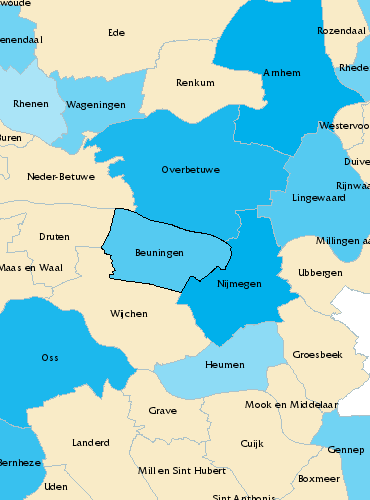 woude
Ede
Rozendaal
enendaal
Rhede
Arnhem
Renkum
Rhenen
Wageningen
Westervoo
Buren
Duive
Overbetuwe
Neder-Betuwe
Rijnwaa
Lingewaard
Druten
Millingen aa
Beuningen
Maas en Waal
Ubbergen
Nijmegen
Wijchen
Oss
Groesbeek
Heumen
Mook en Middelaar
Grave
Landerd
Cuijk
Gennep
Bernheze
Mill en Sint Hubert
Boxmeer
Uden
Sint Anthonis